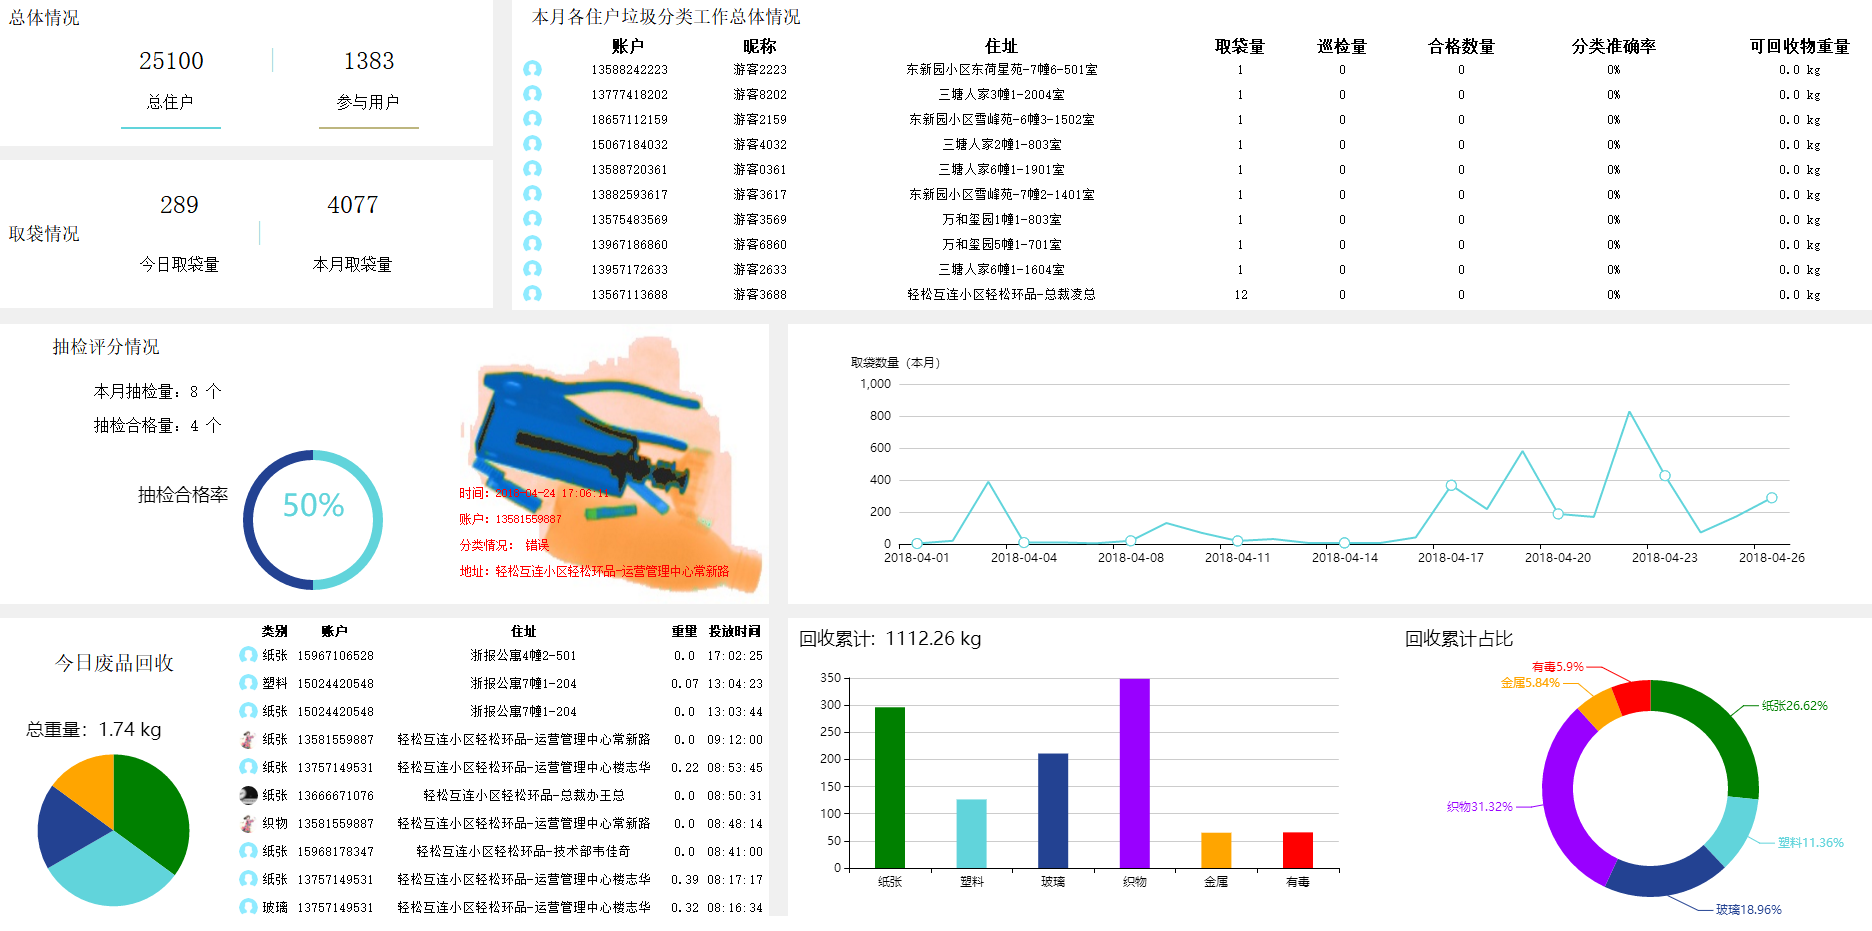 总体情况
25100
1383
总住户
参与用户
取袋情况
289
4077
今日取袋量
本月取袋量
本月各住户垃圾分类工作总体情况
账户 昵称 住址 取袋量 巡检量 合格数量 分类准确率 可回收物重量
13588242223 游客2223 东新园小区东荷星苑-7幢6-501室 1 0 0 0% 0.0 kg
13777418202 游客8202 三塘人家3幢1-2004室 1 0 0 0% 0.0 kg
18657112159 游客2159 东新园小区雪峰苑-6幢3-1502室 1 0 0 0% 0.0 kg
15067184032 游客4032 三塘人家2幢1-803室 1 0 0 0% 0.0 kg
13588720361 游客0361 三塘人家6幢1-1901室 1 0 0 0% 0.0 kg
13882593617 游客3617 东新园小区雪峰苑-7幢2-1401室 1 0 0 0% 0.0 kg
13575483569 游客3569 万和玺园1幢1-803室 1 0 0 0% 0.0 kg
13967186860 游客6860 万和玺园5幢1-701室 1 0 0 0% 0.0 kg
13957172633 游客2633 三塘人家6幢1-1604室 1 0 0 0% 0.0 kg
13567113688 游客3688 轻松互连小区轻松环品-总裁凌总 12 0 0 0% 0.0 kg
抽检评分情况
本月抽检量: 8 个
抽检合格量: 4 个
抽检合格率
50%
时间: 2018-04-24 17:06:11
账户: 13581559887
分类情况: 错误
地址: 轻松互连小区轻松环品-运营管理中心常新路
取袋数量（本月）
1,000
800
600
400
200
0
2018-04-01 2018-04-04 2018-04-08 2018-04-11 2018-04-14 2018-04-17 2018-04-20 2018-04-23 2018-04-26
今日废品回收
总重量: 1.74 kg
类别 账户 住址 重量 投放时间
纸张 15967106528 浙报公寓4幢2-501 0.0 17:02:25
塑料 15024420548 浙报公寓7幢1-204 0.07 13:04:23
纸张 15024420548 浙报公寓7幢1-204 0.0 13:03:44
纸张 13581559887 轻松互连小区轻松环品-运营管理中心常新路 0.0 09:12:00
纸张 13757149531 轻松互连小区轻松环品-运营管理中心楼志华 0.22 08:53:45
纸张 13666671076 轻松互连小区轻松环品-总裁办王总 0.0 08:50:31
织物 13581559887 轻松互连小区轻松环品-运营管理中心常新路 0.0 08:48:14
纸张 15968178347 轻松互连小区轻松环品-技术部韦佳奇 0.0 08:41:00
纸张 13757149531 轻松互连小区轻松环品-运营管理中心楼志华 0.39 08:17:17
玻璃 13757149531 轻松互连小区轻松环品-运营管理中心楼志华 0.32 08:16:34
回收累计: 1112.26 kg
350
300
250
200
150
100
50
0
纸张 塑料 玻璃 织物 金属 有毒
回收累计占比
有毒5.9%
金属5.84%
纸张26.62%
织物31.32%
塑料11.36%
玻璃18.96%